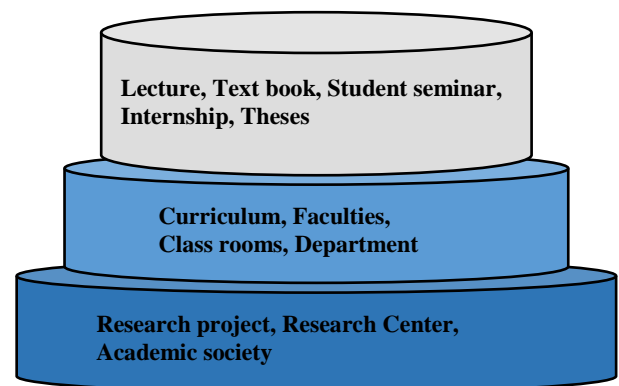 Lecture, Text book, Student seminar,
Internship, Theses
Curriculum, Faculties,
Class rooms, Department
Research project, Research Center,
Academic society